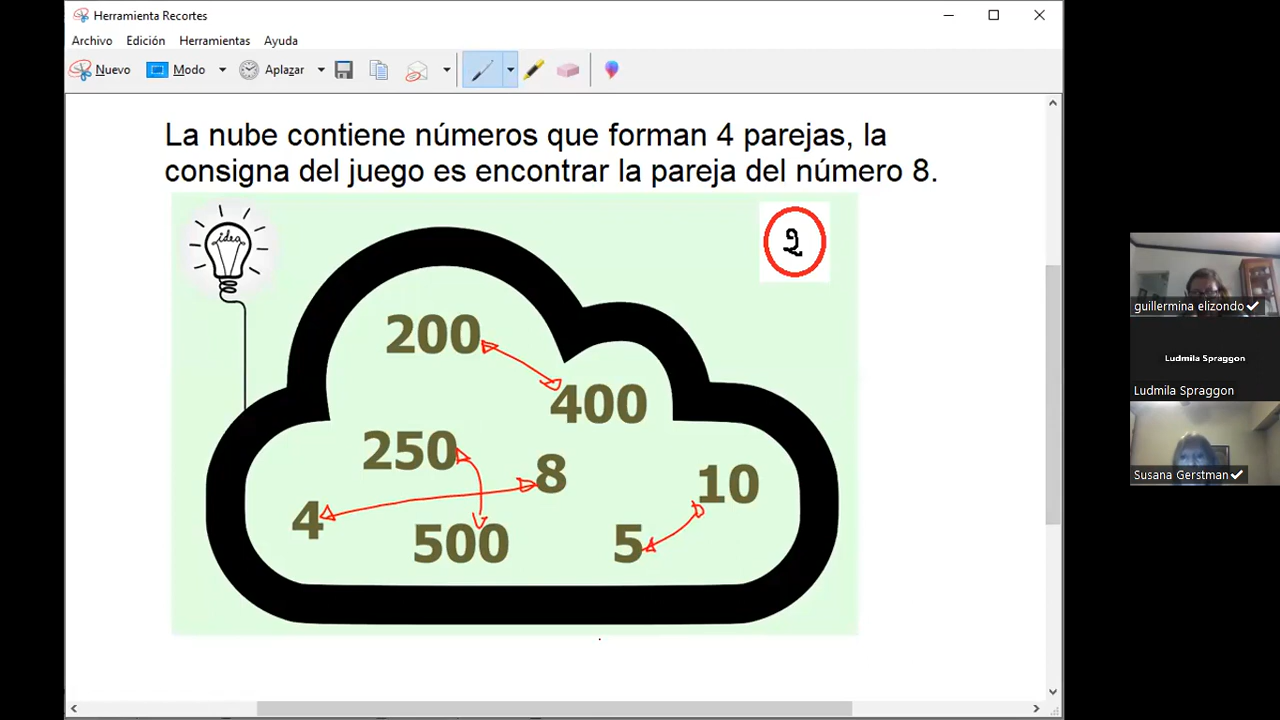 Herramienta Recortes
Archivo Edición Herramientas Ayuda
Nuevo Modo Aplazar
La nube contiene números que forman 4 parejas, la
consigna del juego es encontrar la pareja del número 8.
idea
2
200
400
250
8
10
4
500
5
guillermina elizondo
Ludmila Spraggon
Ludmila Spraggon
Susana Gerstman